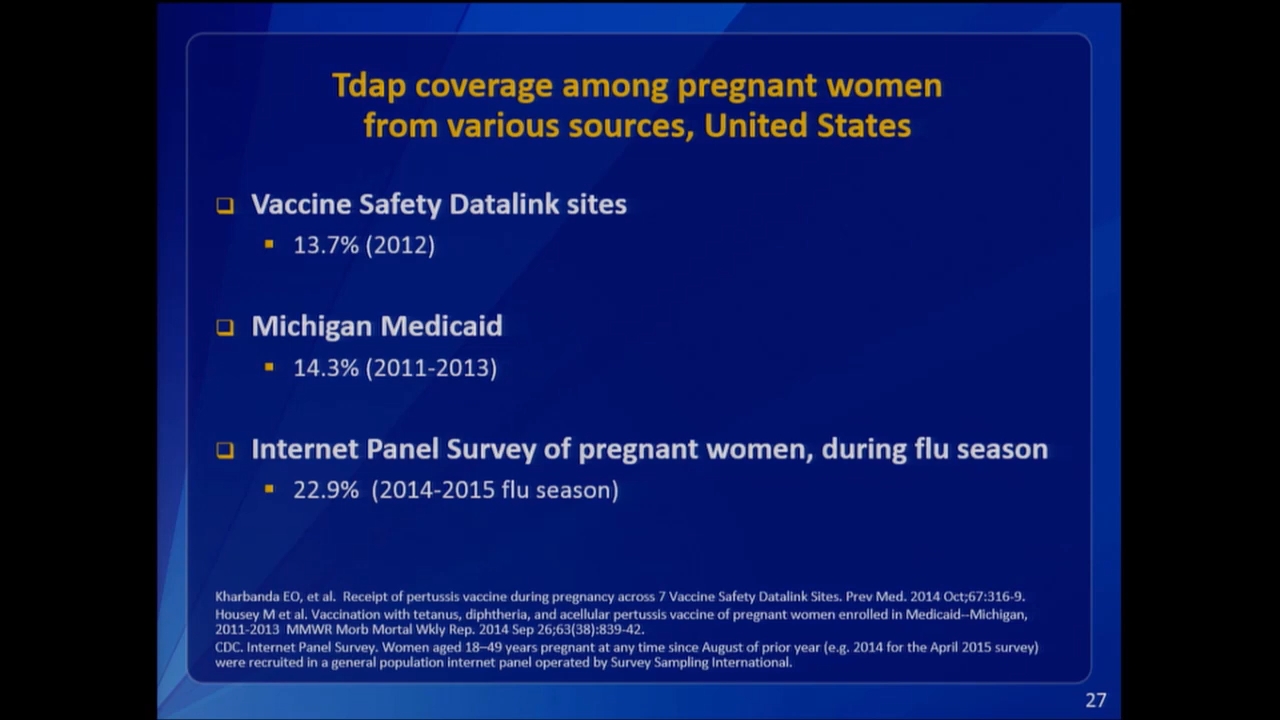 Tdap coverage among pregnant women
from various sources, United States
Vaccine Safety Datalink sites
13.7% (2012)
Michigan Medicaid
14.3% (2011-2013)
Internet Panel Survey of pregnant women, during flu season
22.9% (2014-2015 flu season)
Kharbanda EO, et al. Receipt of pertussis vaccine during pregnancy across 7 Vaccine Safety Datalink Sites. Prev Med. 2014 Oct;67:316-9.
Housey M et al. Vaccination with tetanus, diphtheria, and acellular pertussis vaccine of pregnant women enrolled in Medicaid--Michigan,
2011-2013 MMWR Morb Mortal Wkly Rep. 2014 Sep 26;63(38):839-42.
CDC. Internet Panel Survey. Women aged 18–49 years pregnant at any time since August of prior year (e.g. 2014 for the April 2015 survey)
were recruited in a general population internet panel operated by Survey Sampling International.
27